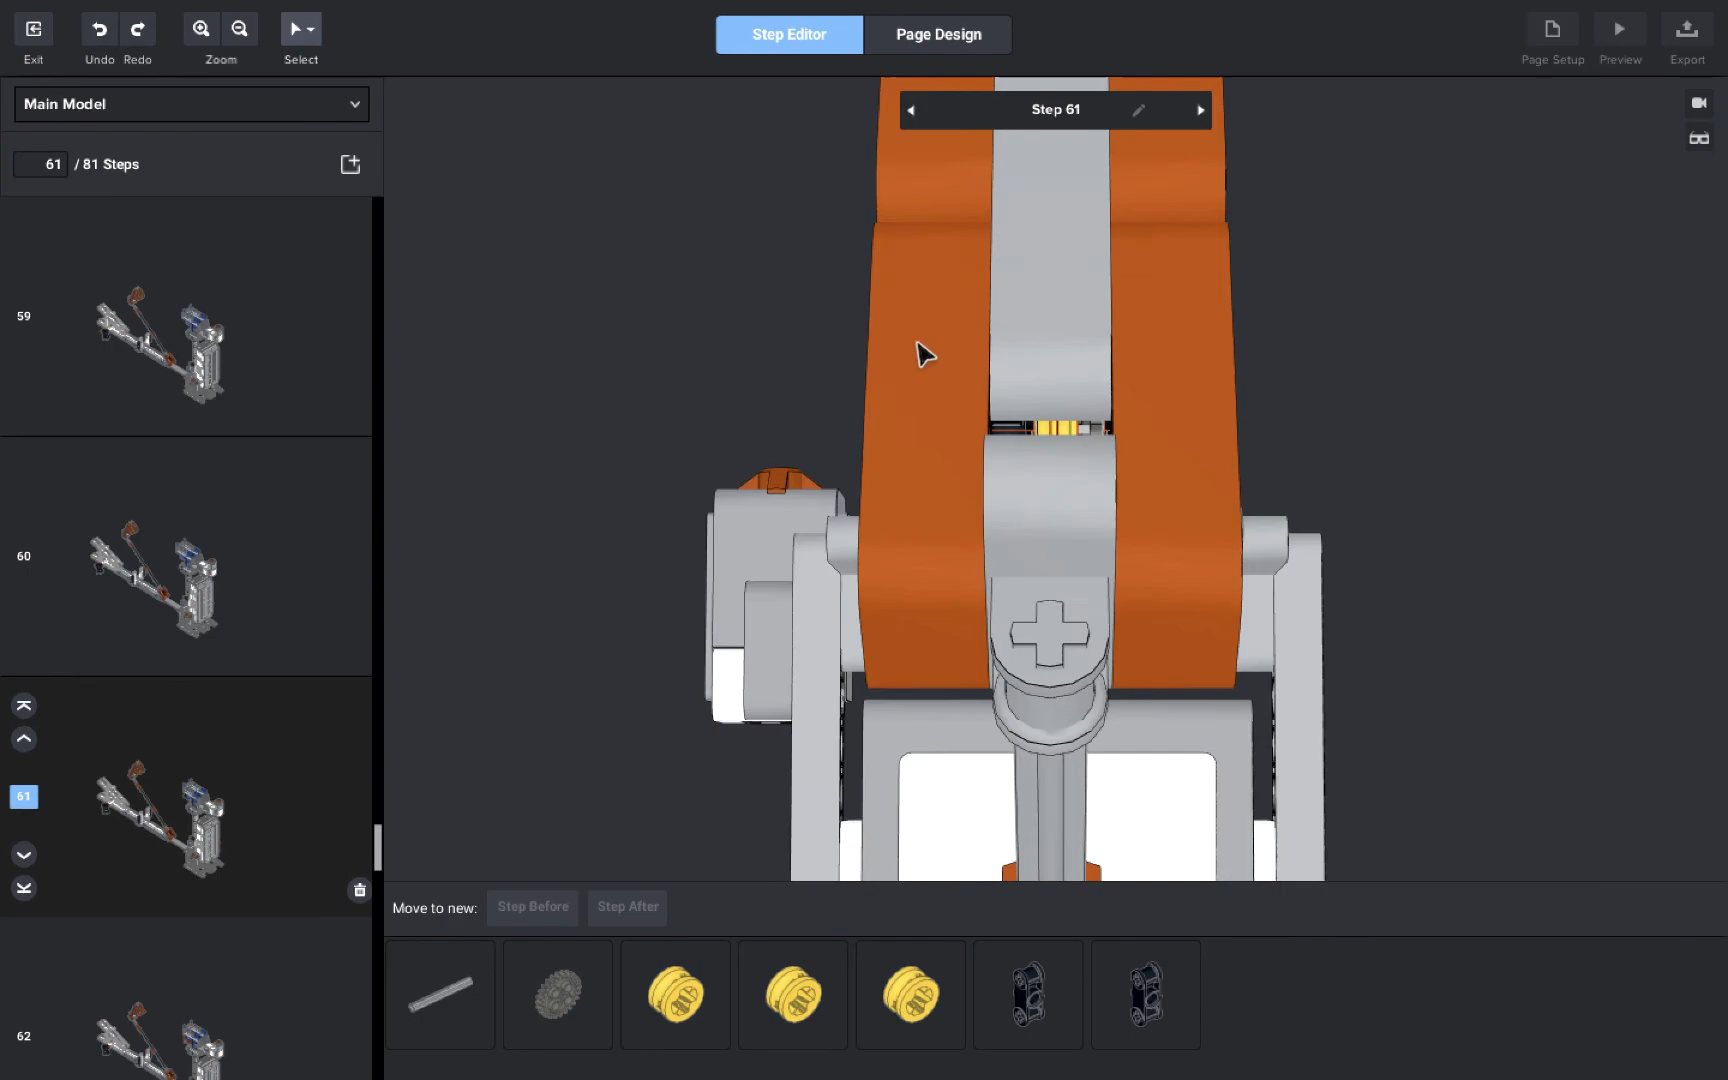 Exit
Undo
Redo
Zoom
Select
Step Editor
Page Design
Page Setup
Preview
Export
Main Model
61 / 81 Steps
Step 61
59
60
61
62
Move to new:
Step Before
Step After